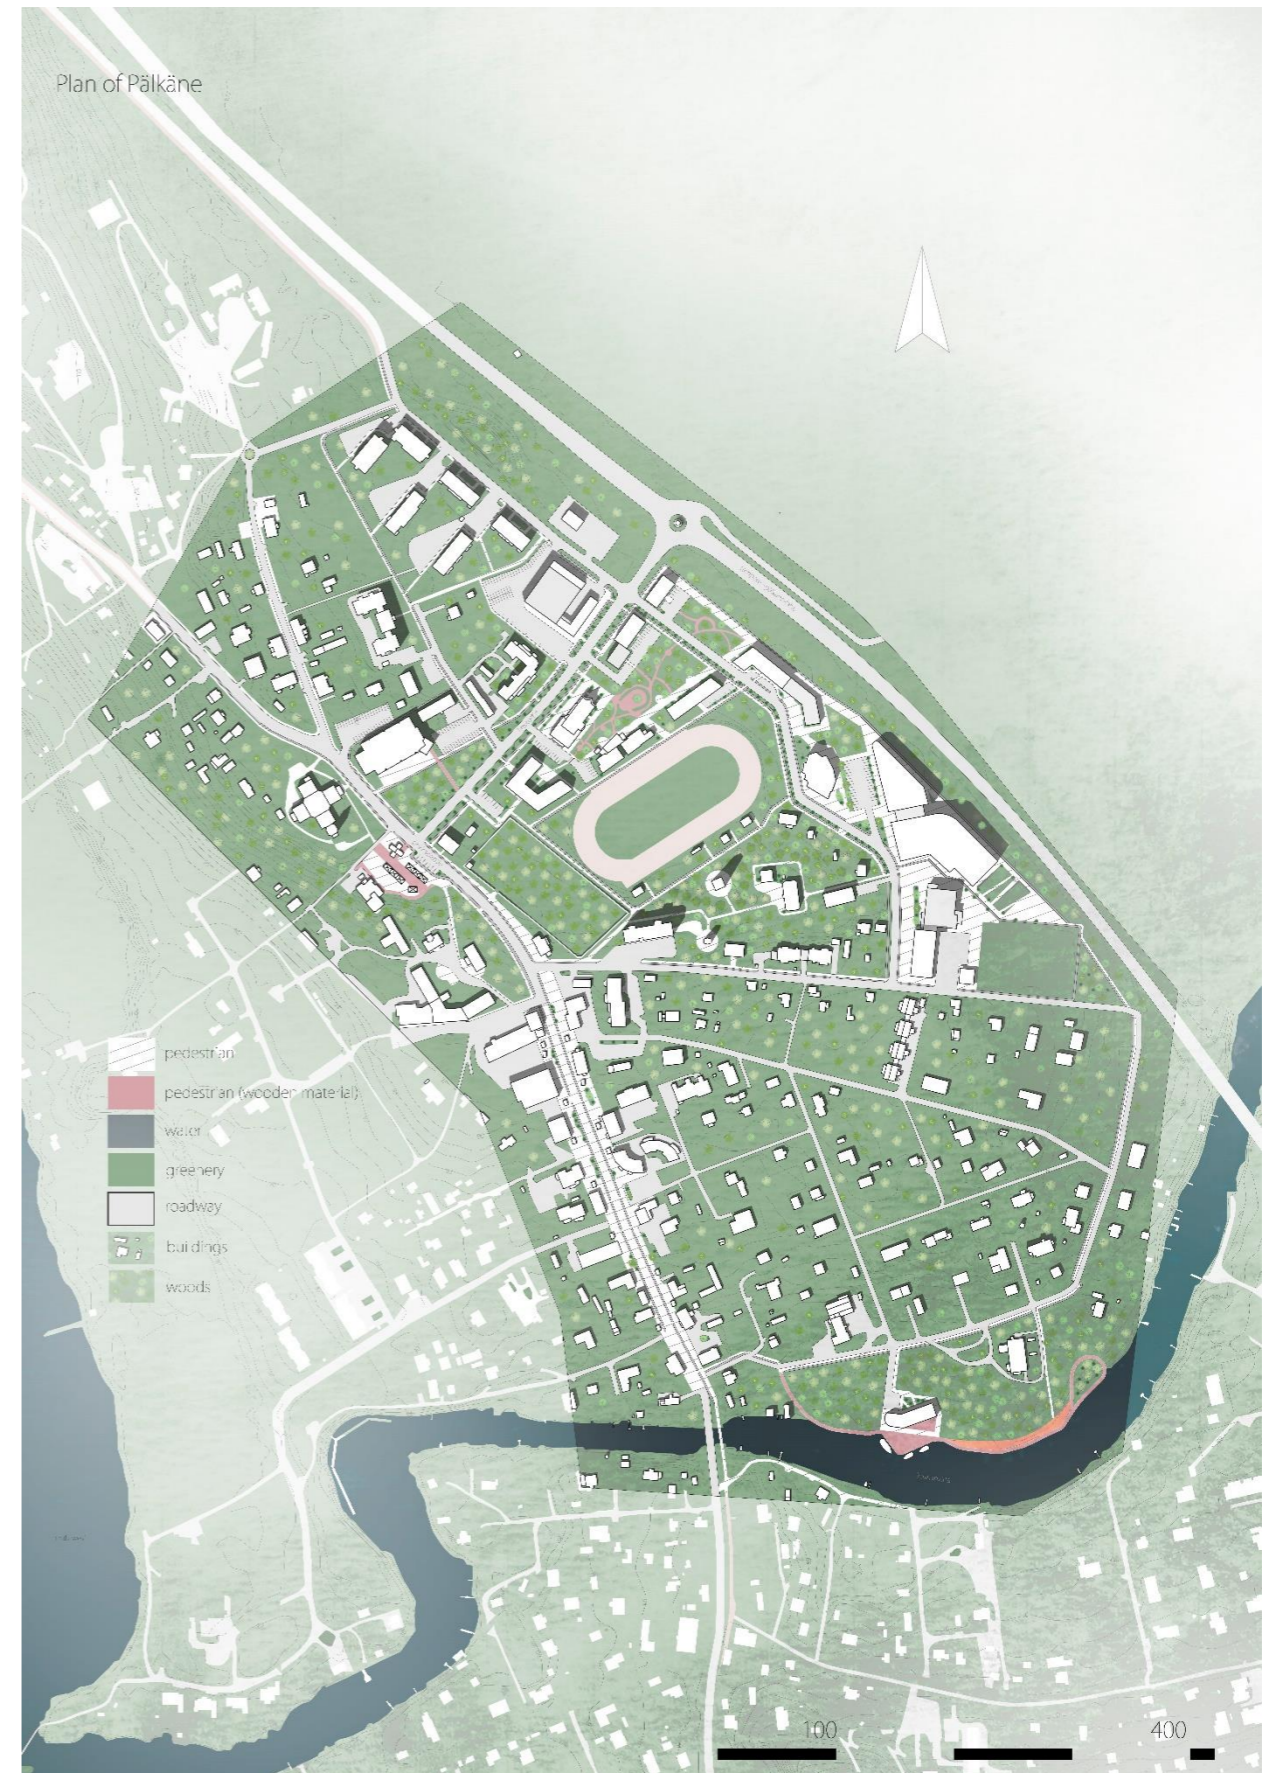 Plan of Pälkäne
pedestrian
pedestrian (wooden material)
water
greenery
roadway
buildings
woods
100
400